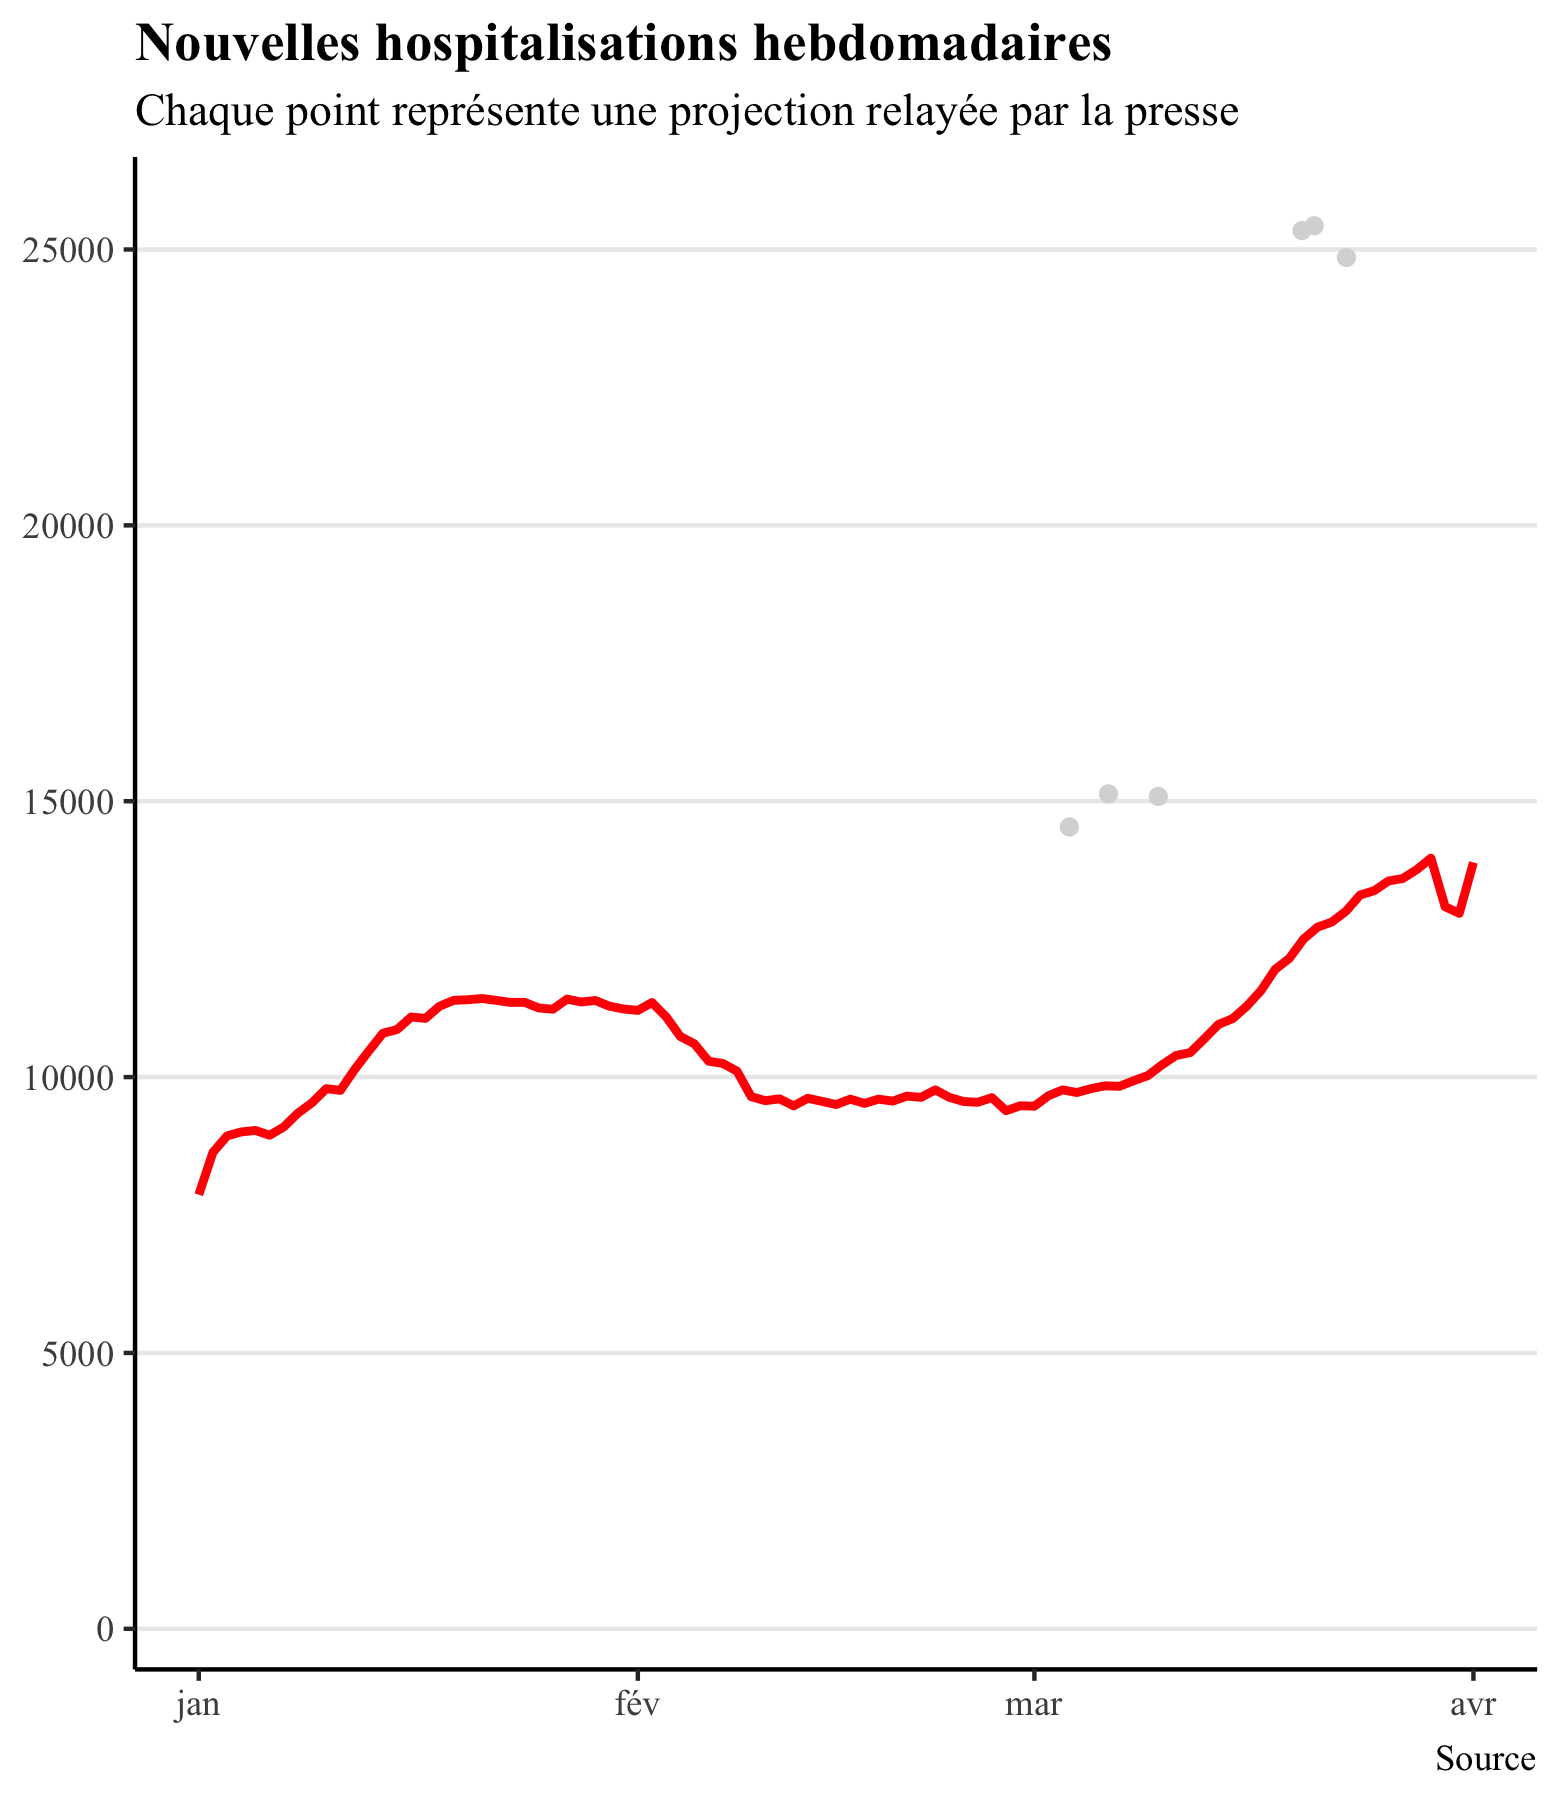 Nouvelles hospitalisations hebdomadaires
Chaque point représente une projection relayée par la presse
25000
20000
15000
10000
5000
0
jan fév mar avr
Source